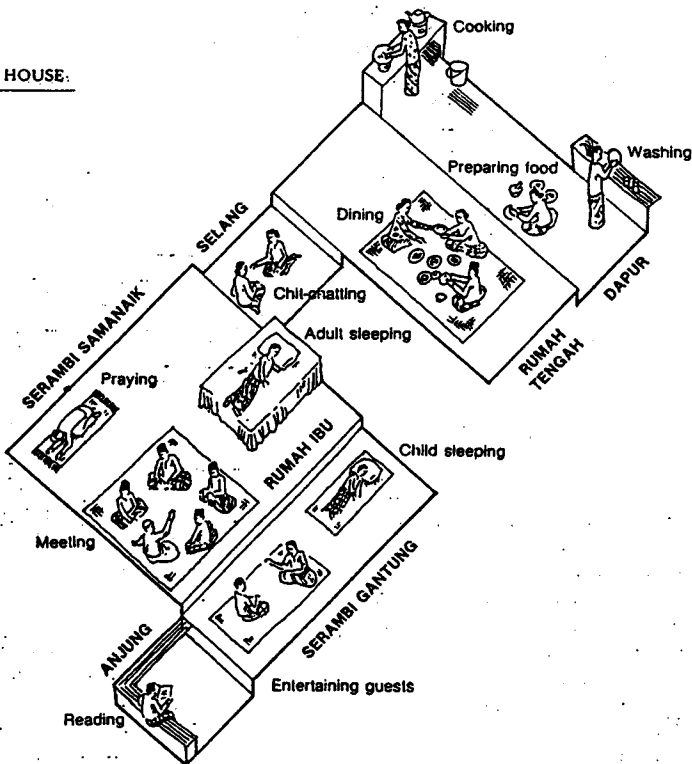 HOUSE:
Cooking
Washing
Preparing food
Dining
SELANG
Chit-chatting
DAPUR
RUMAH
TENGAH
SERAMBI SAMANAIK
Adult sleeping
Praying
RUMAH IBU
Child sleeping
Meeting
SERAMBI GANTUNG
ANJUNG
Entertaining guests
Reading